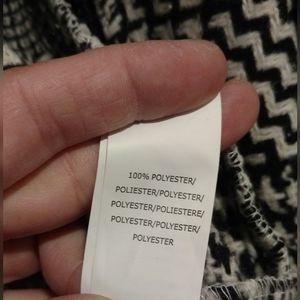 100% POLYESTER/
POLIESTER/POLYESTER/
POLYESTER/POLIESTERE/
POLYESTER/POLYESTER/
POLYESTER